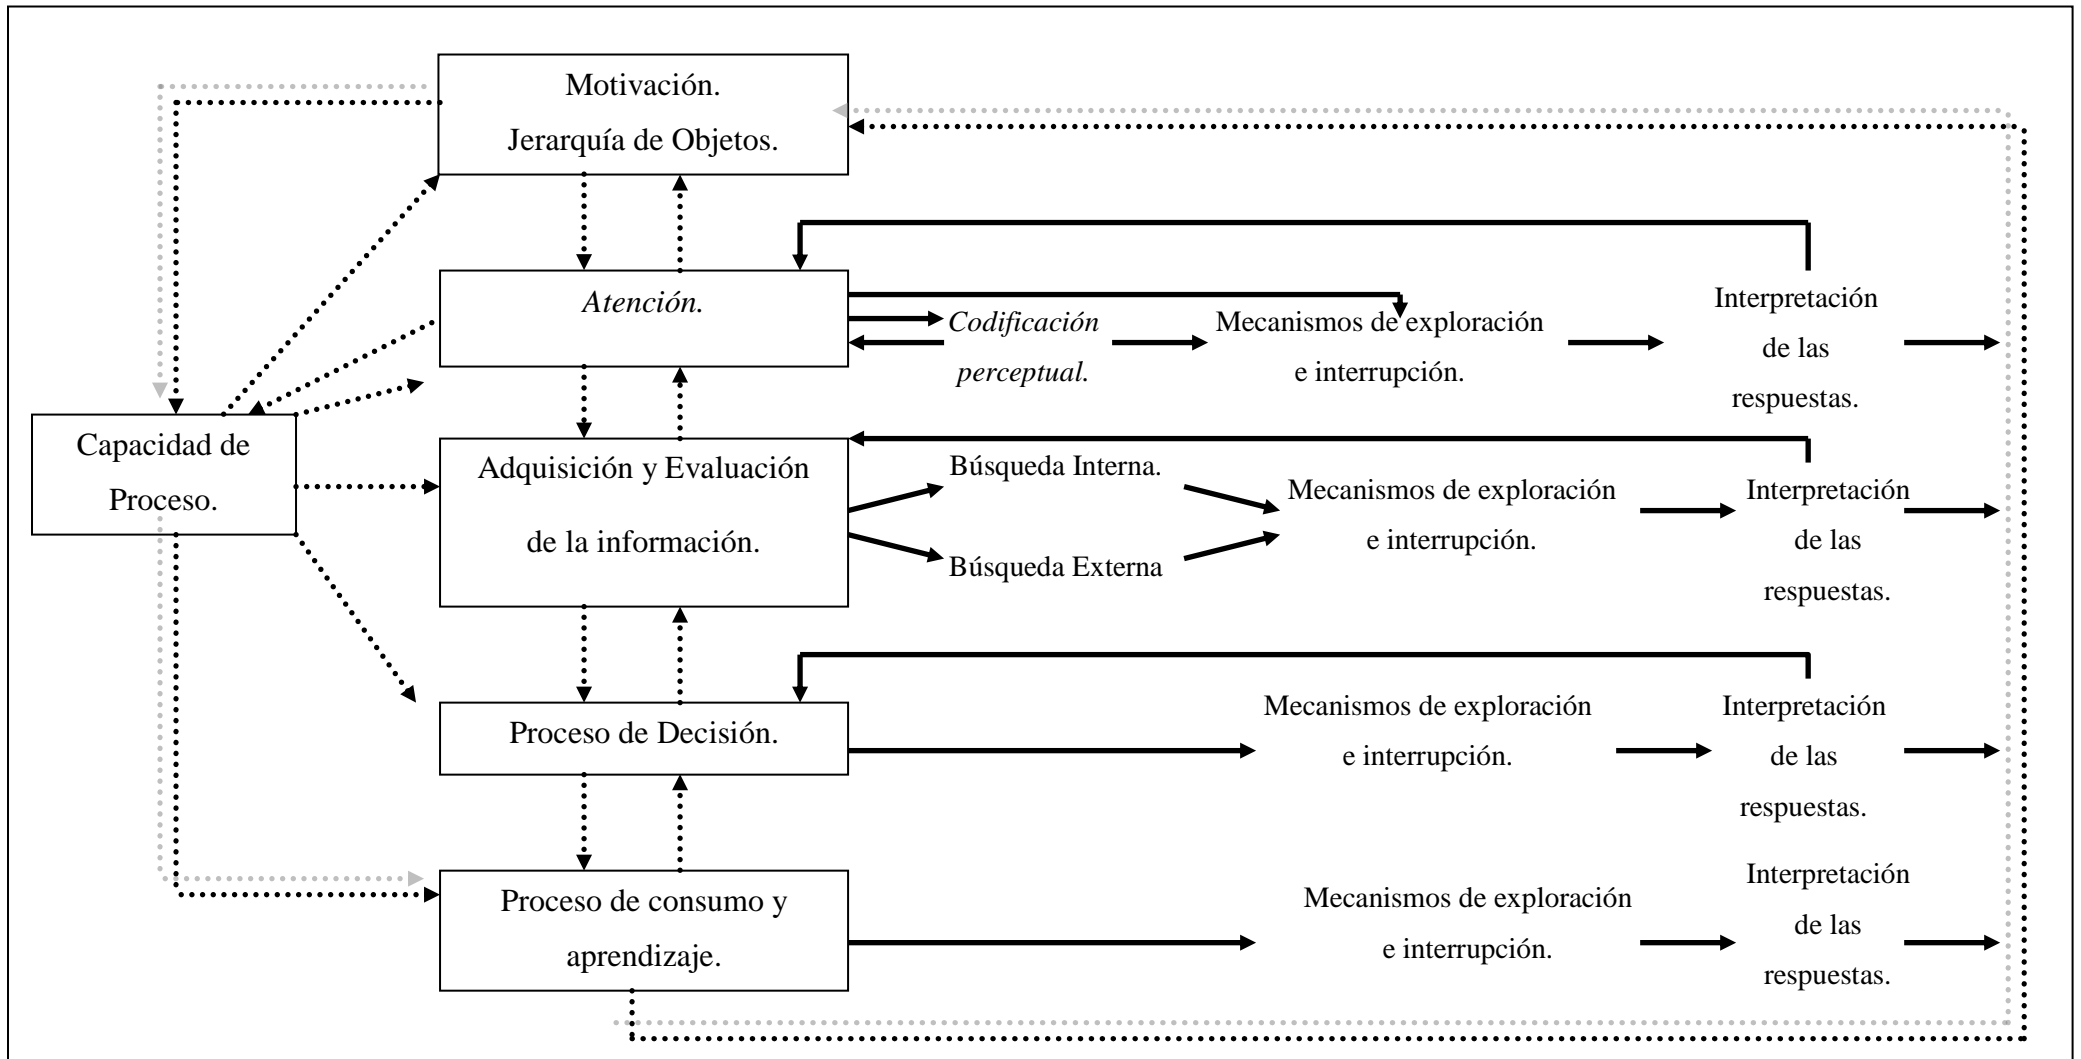 Motivación.
Jerarquía de Objetos.
Atención.
Codificación
perceptual.
Mecanismos de exploración
e interrupción.
Interpretación
de las
respuestas.
Capacidad de
Proceso.
Adquisición y Evaluación
de la información.
Búsqueda Interna.
Búsqueda Externa
Mecanismos de exploración
e interrupción.
Interpretación
de las
respuestas.
Proceso de Decisión.
Mecanismos de exploración
e interrupción.
Interpretación
de las
respuestas.
Proceso de consumo y
aprendizaje.
Mecanismos de exploración
e interrupción.
Interpretación
de las
respuestas.